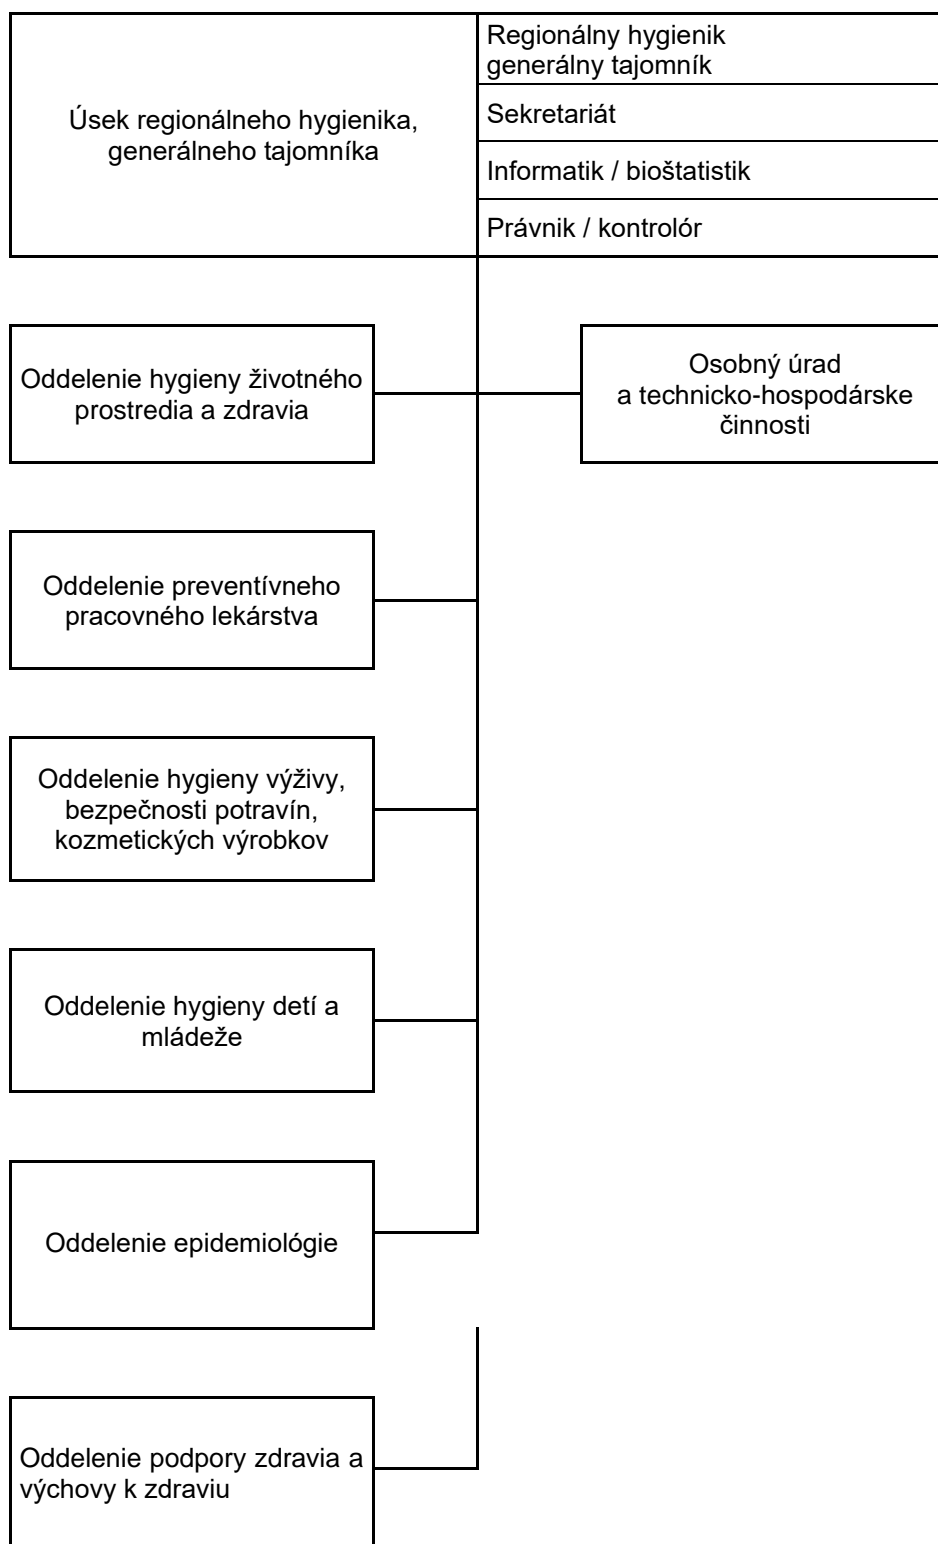 Úsek regionálneho hygienika,
generálneho tajomníka
Regionálny hygienik
generálny tajomník
Sekretariát
Informatik / bioštatistik
Právnik / kontrolór
Oddelenie hygieny životného
prostredia a zdravia
Osobný úrad
a technicko-hospodárske
činnosti
Oddelenie preventívneho
pracovného lekárstva
Oddelenie hygieny výživy,
bezpečnosti potravín,
kozmetických výrobkov
Oddelenie hygieny detí a
mládeže
Oddelenie epidemiológie
Oddelenie podpory zdravia a
výchovy k zdraviu